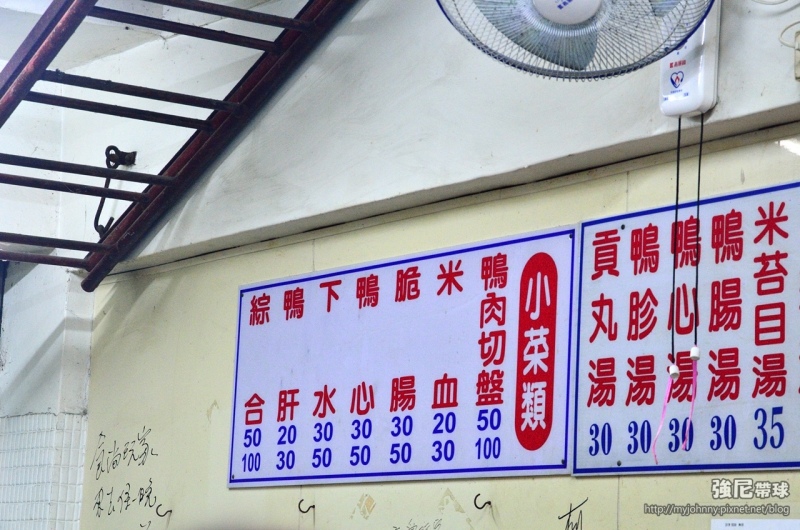 米苔目湯 35
鴨腸湯 30
鴨心湯 30
鴨胗湯 30
貢丸湯 30
小菜類
鴨肉切盤 50 100
米血 20 30
脆腸 30 50
鴨心 30 50
下水 30 50
鴨肝 20 30
綜合 50 100
強尼帶球
http://myjohnny.pixnet.net/blog